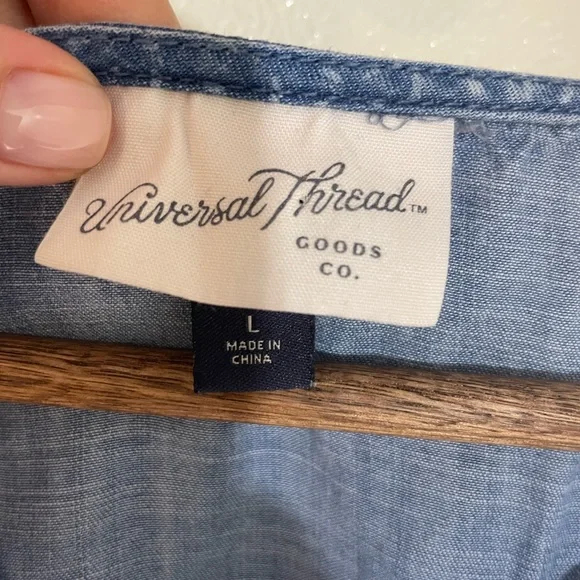 Universal Thread™
GOODS
CO.
L
MADE IN
CHINA